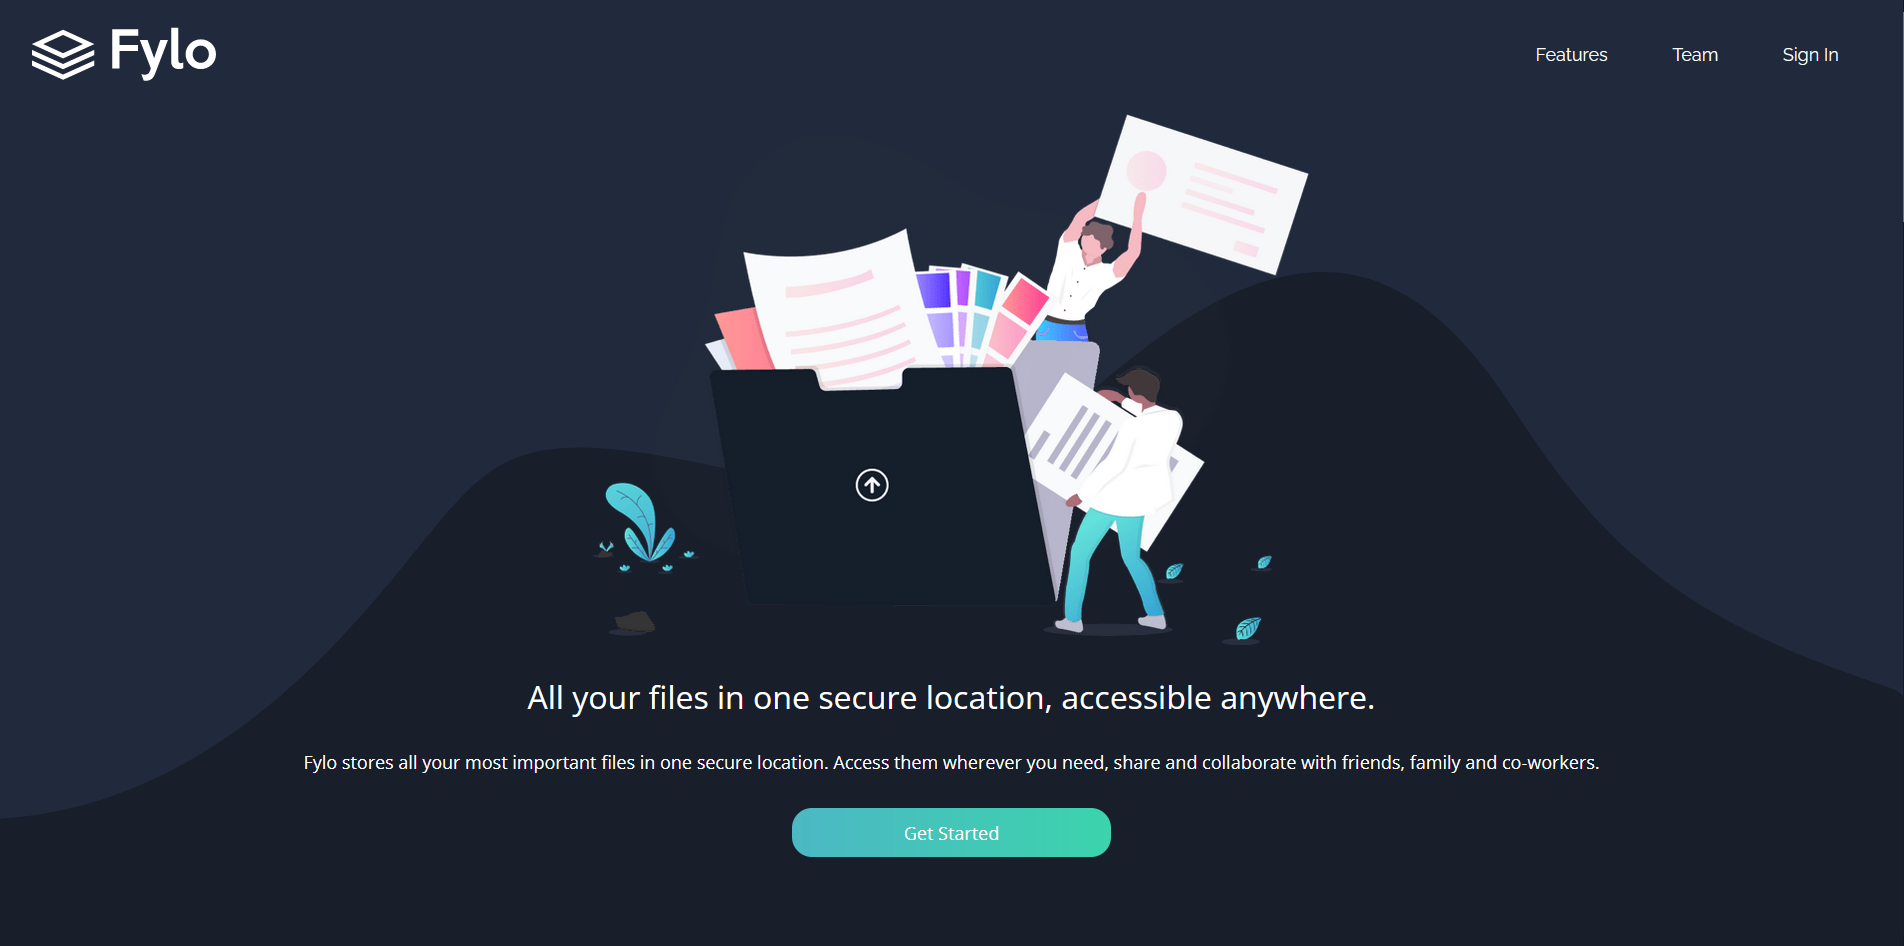 Fylo
Features
Team
Sign In
All your files in one secure location, accessible anywhere.
Fylo stores all your most important files in one secure location. Access them wherever you need, share and collaborate with friends, family and co-workers.
Get Started